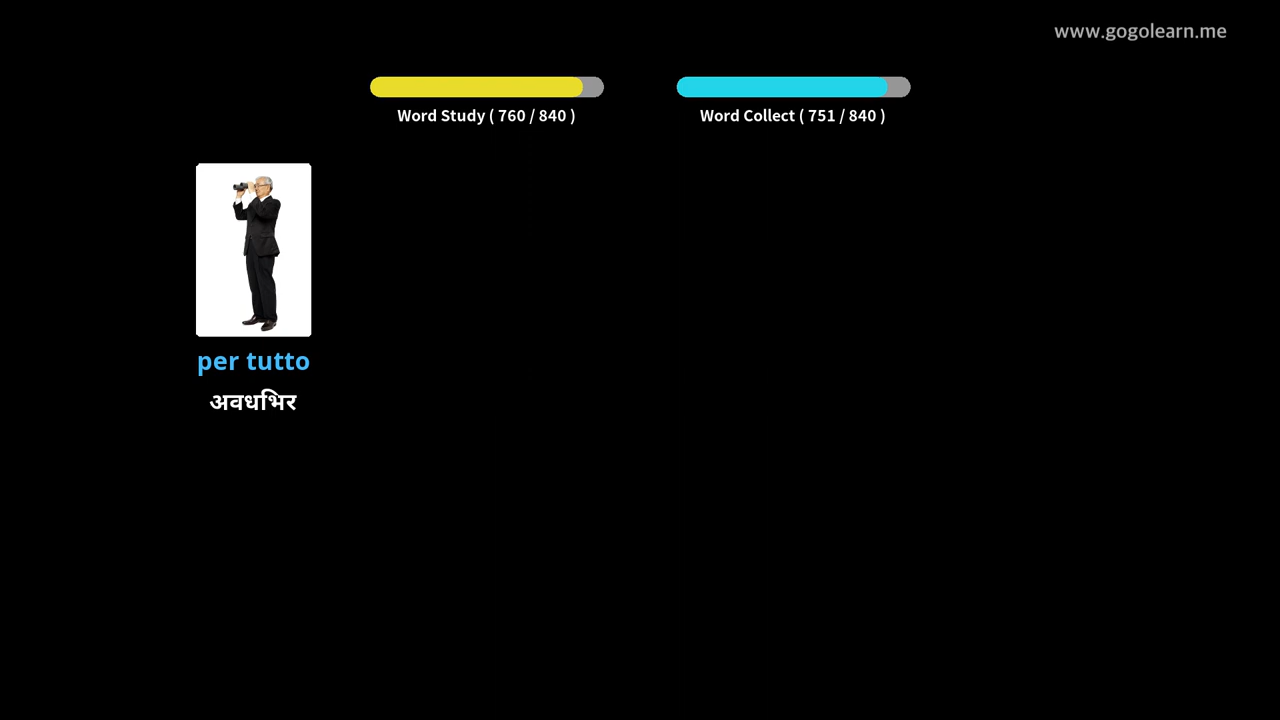 www.gogolearn.me
Word Study ( 760 / 840 )
Word Collect ( 751 / 840 )
per tutto
अवधभिर